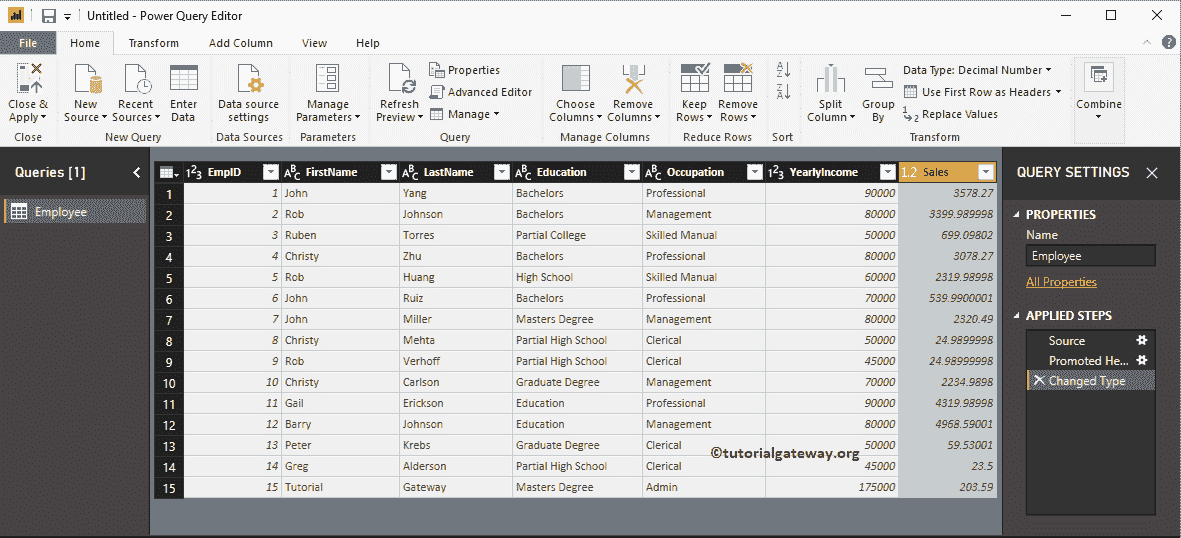 Untitled - Power Query Editor
File Home Transform Add Column View Help
Close & Apply
New Source
Recent Sources
Enter Data
Data source settings
Manage Parameters
Refresh Preview
Properties
Advanced Editor
Manage
Choose Columns
Remove Columns
Keep Rows
Remove Rows
A Z
Z A
Split Column
Group By
Data Type: Decimal Number
Use First Row as Headers
1 2 Replace Values
Combine
Close New Query Data Sources Parameters Query Manage Columns Reduce Rows Sort Transform
Queries [1]
Employee
123 EmpID ABC FirstName ABC LastName ABC Education ABC Occupation 123 YearlyIncome 1.2 Sales
1 1 John Yang Bachelors Professional 90000 3578.27
2 2 Rob Johnson Bachelors Management 80000 3399.989998
3 3 Ruben Torres Partial College Skilled Manual 50000 699.09802
4 4 Christy Zhu Bachelors Professional 80000 3078.27
5 5 Rob Huang High School Skilled Manual 60000 2319.98998
6 6 John Ruiz Bachelors Professional 70000 539.9900001
7 7 John Miller Masters Degree Management 80000 2320.49
8 8 Christy Mehta Partial High School Clerical 50000 24.9899998
9 9 Rob Verhoff Partial High School Clerical 45000 24.98999998
10 10 Christy Carlson Graduate Degree Management 70000 2234.9898
11 11 Gail Erickson Education Professional 90000 4319.98998
12 12 Barry Johnson Education Management 80000 4968.59001
13 13 Peter Krebs Graduate Degree Clerical 50000 59.53001
©tutorialgateway.org
14 14 Greg Alderson Partial High School Clerical 45000 23.5
15 15 Tutorial Gateway Masters Degree Admin 175000 203.59
QUERY SETTINGS
PROPERTIES
Name
Employee
All Properties
APPLIED STEPS
Source
Promoted He...
Changed Type